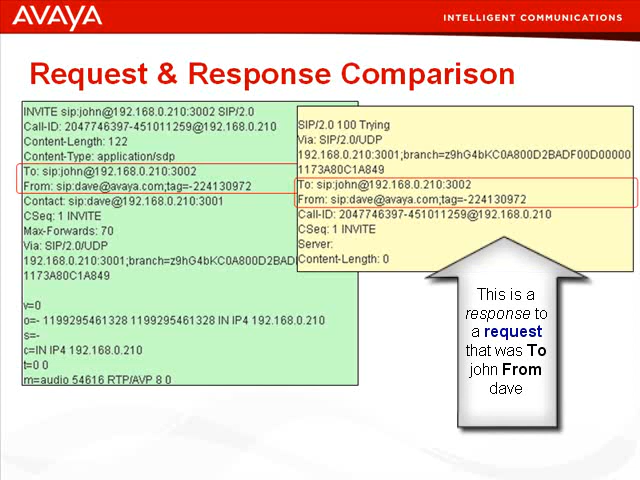 AVAYA
INTELLIGENT COMMUNICATIONS
Request & Response Comparison
INVITE sip:john@192.168.0.210:3002 SIP/2.0
Call-ID: 2047746397-451011259@192.168.0.210
Content-Length: 122
Content-Type: application/sdp
To: sip:john@192.168.0.210:3002
From: sip:dave@avaya.com;tag=-224130972
Contact: sip:dave@192.168.0.210:3001
CSeq: 1 INVITE
Max-Forwards: 70
Via: SIP/2.0/UDP
192.168.0.210:3001;branch=z9hG4bKC0A800D2BADF
1173A80C1A849
v=0
o=- 1199295461328 1199295461328 IN IP4 192.168.0.210
s=-
c=IN IP4 192.168.0.210
t=0 0
m=audio 54616 RTP/AVP 8 0
SIP/2.0 100 Trying
Via: SIP/2.0/UDP
192.168.0.210:3001;branch=z9hG4bKC0A800D2BADF00D00000
1173A80C1A849
To: sip:john@192.168.0.210:3002
From: sip:dave@avaya.com;tag=-224130972
Call-ID: 2047746397-451011259@192.168.0.210
CSeq: 1 INVITE
Server:
Content-Length: 0
This is a
response to
a request
that was To
john From
dave